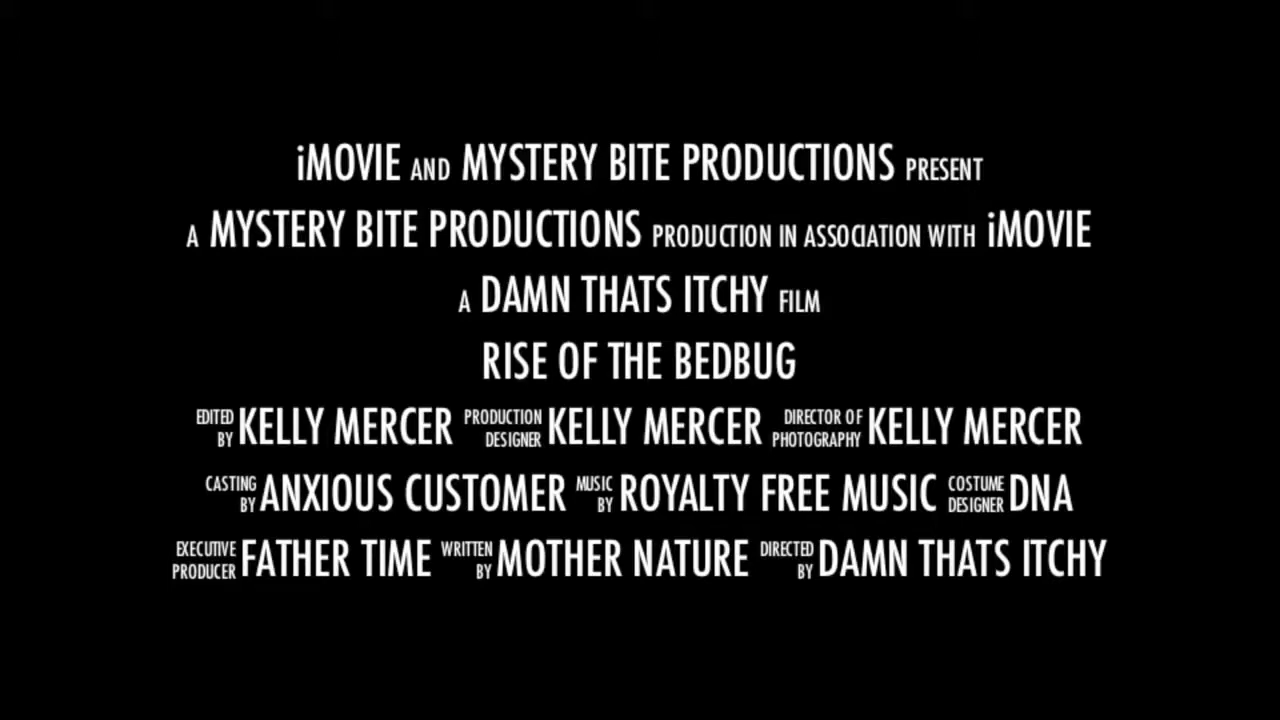 iMOVIE AND MYSTERY BITE PRODUCTIONS PRESENT
A MYSTERY BITE PRODUCTIONS PRODUCTION IN ASSOCIATION WITH iMOVIE
A DAMN THATS ITCHY FILM
RISE OF THE BEDBUG
EDITED BY KELLY MERCER PRODUCTION DESIGNER KELLY MERCER DIRECTOR OF PHOTOGRAPHY KELLY MERCER
CASTING BY ANXIOUS CUSTOMER MUSIC BY ROYALTY FREE MUSIC COSTUME DESIGNER DNA
EXECUTIVE PRODUCER FATHER TIME WRITTEN BY MOTHER NATURE DIRECTED BY DAMN THATS ITCHY